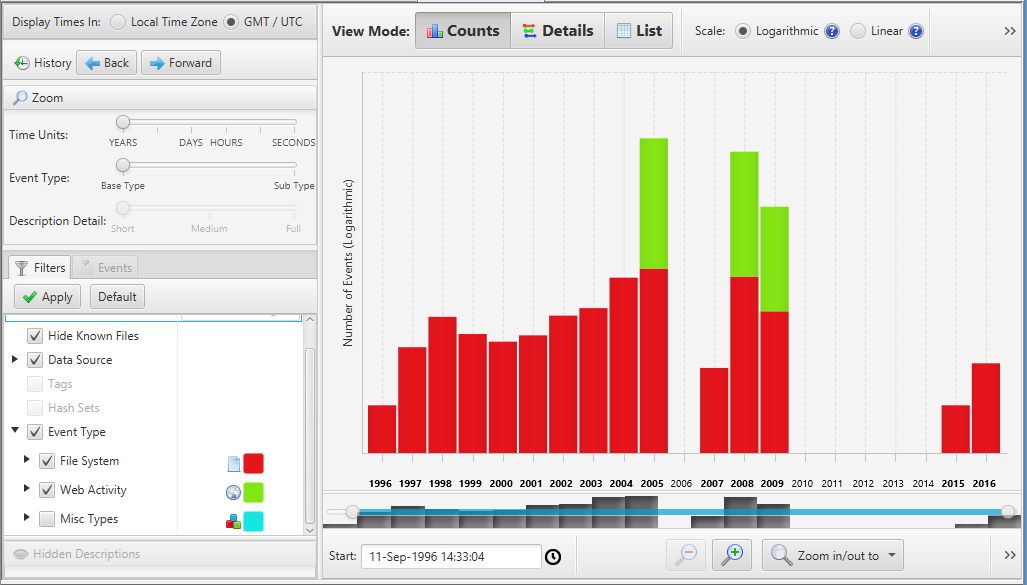 Display Times In: Local Time Zone GMT / UTC
History Back Forward
Zoom
Time Units:
YEARS DAYS HOURS SECONDS
Event Type:
Base Type Sub Type
Description Detail:
Short Medium Full
Filters Events
Apply Default
Hide Known Files
Data Source
Tags
Hash Sets
Event Type
File System
Web Activity
Misc Types
Hidden Descriptions
View Mode: Counts Details List Scale: Logarithmic ? Linear ? >>
Number of Events (Logarithmic)
1996 1997 1998 1999 2000 2001 2002 2003 2004 2005 2006 2007 2008 2009 2010 2011 2012 2013 2014 2015 2016
Start: 11-Sep-1996 14:33:04 Zoom in/out to >>